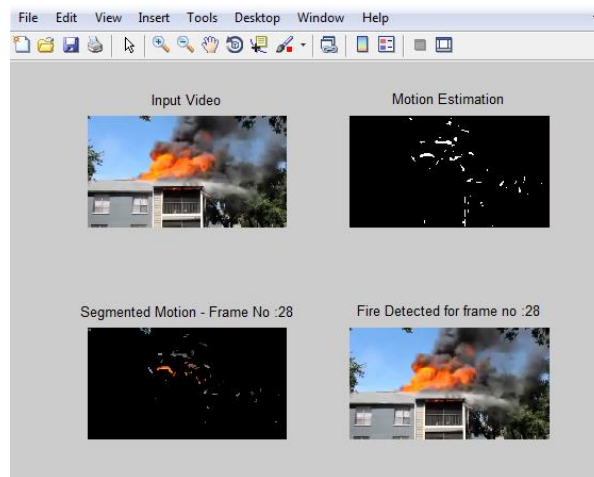 File Edit View Insert Tools Desktop Window Help
Input Video
Motion Estimation
Segmented Motion - Frame No :28
Fire Detected for frame no :28